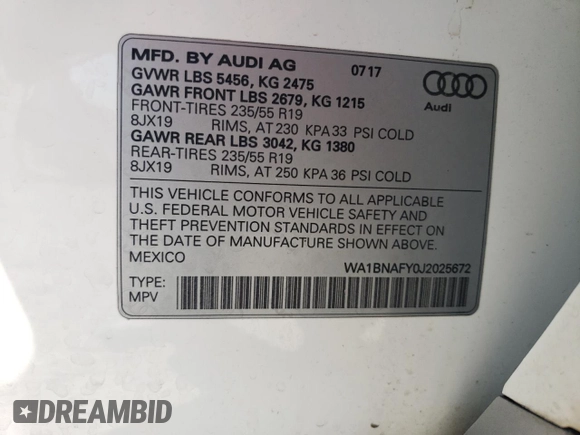 MFD. BY AUDI AG 07 17
GVWR LBS 5456, KG 2475
GAWR FRONT LBS 2679, KG 1215
FRONT-TIRES 235/55 R19
8JX19 RIMS, AT 230 KPA 33 PSI COLD
GAWR REAR LBS 3042, KG 1380
REAR-TIRES 235/55 R19
8JX19 RIMS, AT 250 KPA 36 PSI COLD
Audi
THIS VEHICLE CONFORMS TO ALL APPLICABLE
U.S. FEDERAL MOTOR VEHICLE SAFETY AND
THEFT PREVENTION STANDARDS IN EFFECT ON
THE DATE OF MANUFACTURE SHOWN ABOVE.
MEXICO WA1BNAFY0J2025672
TYPE:
MPV
DREAMBID